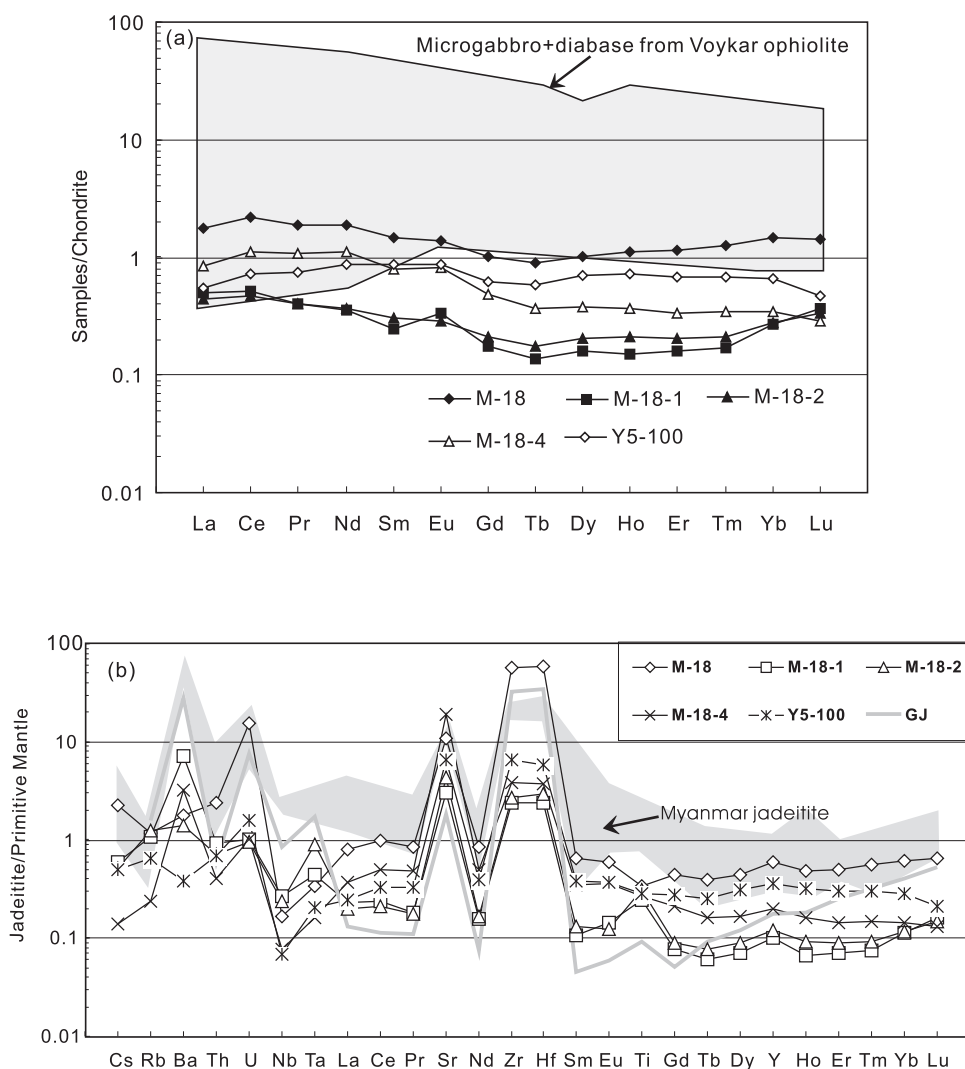 100
(a)
Microgabbro+diabase from Voykar ophiolite
10
Samples/Chondrite
1
0.1
M-18 M-18-1 M-18-2
M-18-4 Y5-100
0.01
La Ce Pr Nd Sm Eu Gd Tb Dy Ho Er Tm Yb Lu
100
(b)
M-18 M-18-1 M-18-2
M-18-4 Y5-100 GJ
10
Jadeitite/Primitive Mantle
Myanmar jadeitite
1
0.1
0.01
Cs Rb Ba Th U Nb Ta La Ce Pr Sr Nd Zr Hf Sm Eu Ti Gd Tb Dy Y Ho Er Tm Yb Lu